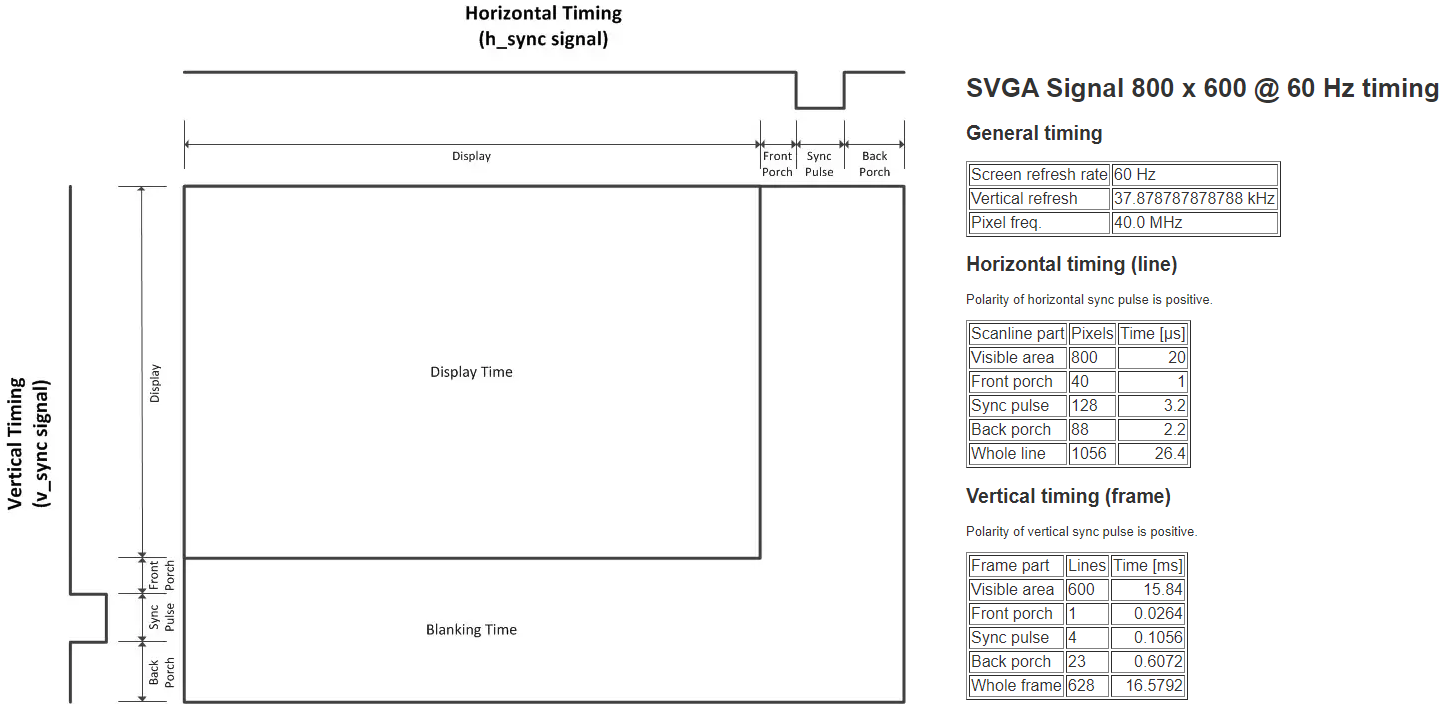 Horizontal Timing
(h_sync signal)
Display
Front
Porch
Sync
Pulse
Back
Porch
Vertical Timing
(v_sync signal)
Display
Front
Porch
Sync
Pulse
Back
Porch
Display Time
Blanking Time
SVGA Signal 800 x 600 @ 60 Hz timing
General timing
Screen refresh rate 60 Hz
Vertical refresh 37.878787878788 kHz
Pixel freq. 40.0 MHz
Horizontal timing (line)
Polarity of horizontal sync pulse is positive.
Scanline part Pixels Time [µs]
Visible area 800 20
Front porch 40 1
Sync pulse 128 3.2
Back porch 88 2.2
Whole line 1056 26.4
Vertical timing (frame)
Polarity of vertical sync pulse is positive.
Frame part Lines Time [ms]
Visible area 600 15.84
Front porch 1 0.0264
Sync pulse 4 0.1056
Back porch 23 0.6072
Whole frame 628 16.5792